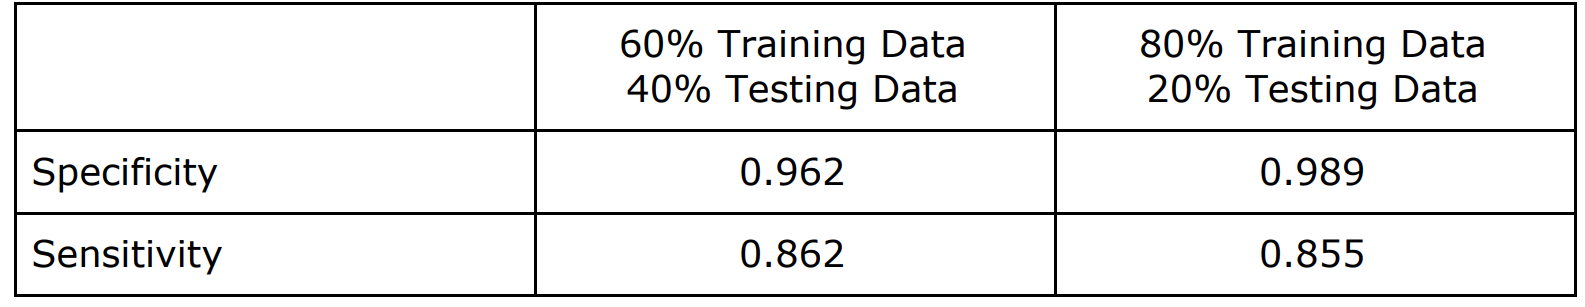 60% Training Data
40% Testing Data
80% Training Data
20% Testing Data
Specificity
0.962
0.989
Sensitivity
0.862
0.855